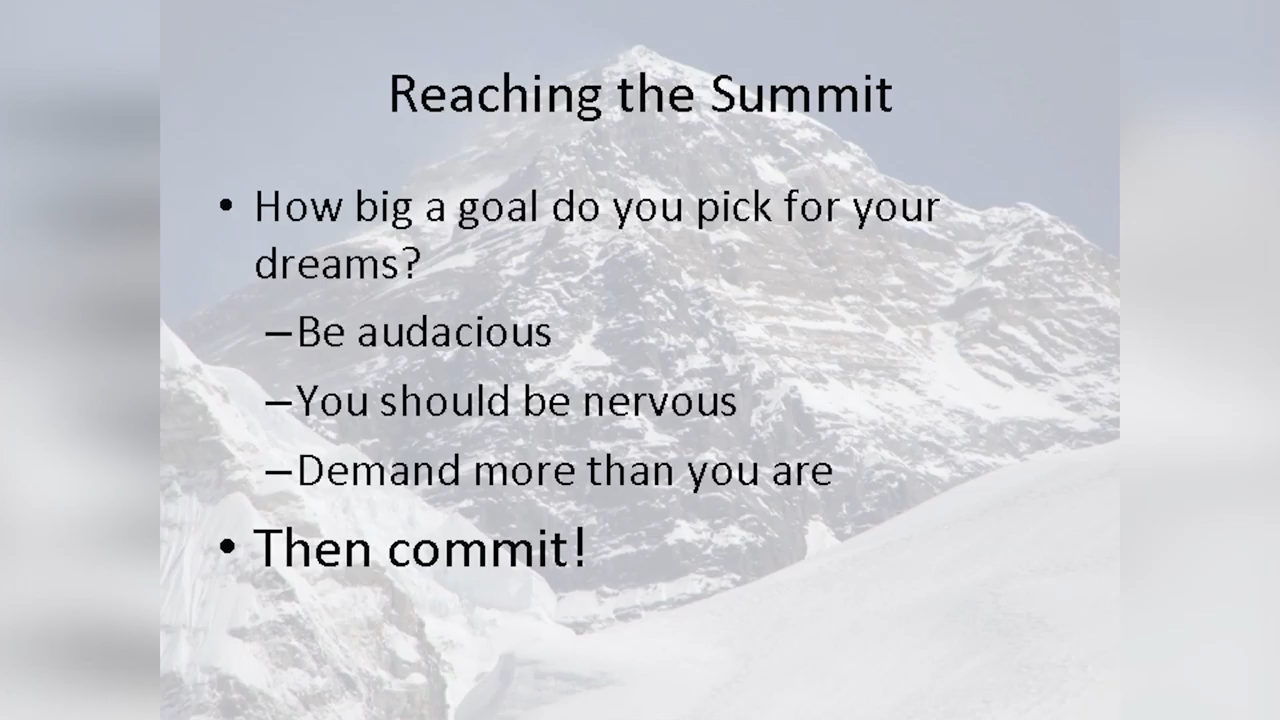 Reaching the Summit
• How big a goal do you pick for your
dreams?
–Be audacious
–You should be nervous
–Demand more than you are
• Then commit!